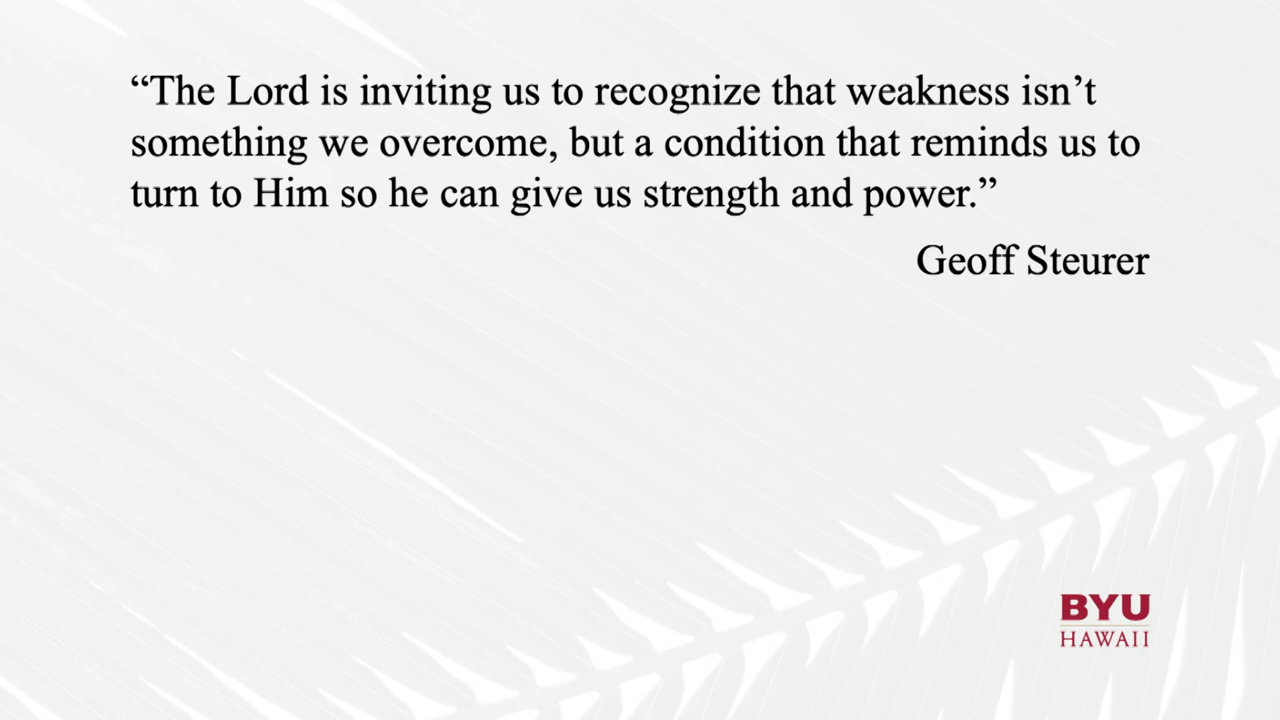 “The Lord is inviting us to recognize that weakness isn’t
something we overcome, but a condition that reminds us to
turn to Him so he can give us strength and power.”
Geoff Steurer
BYU
HAWAII